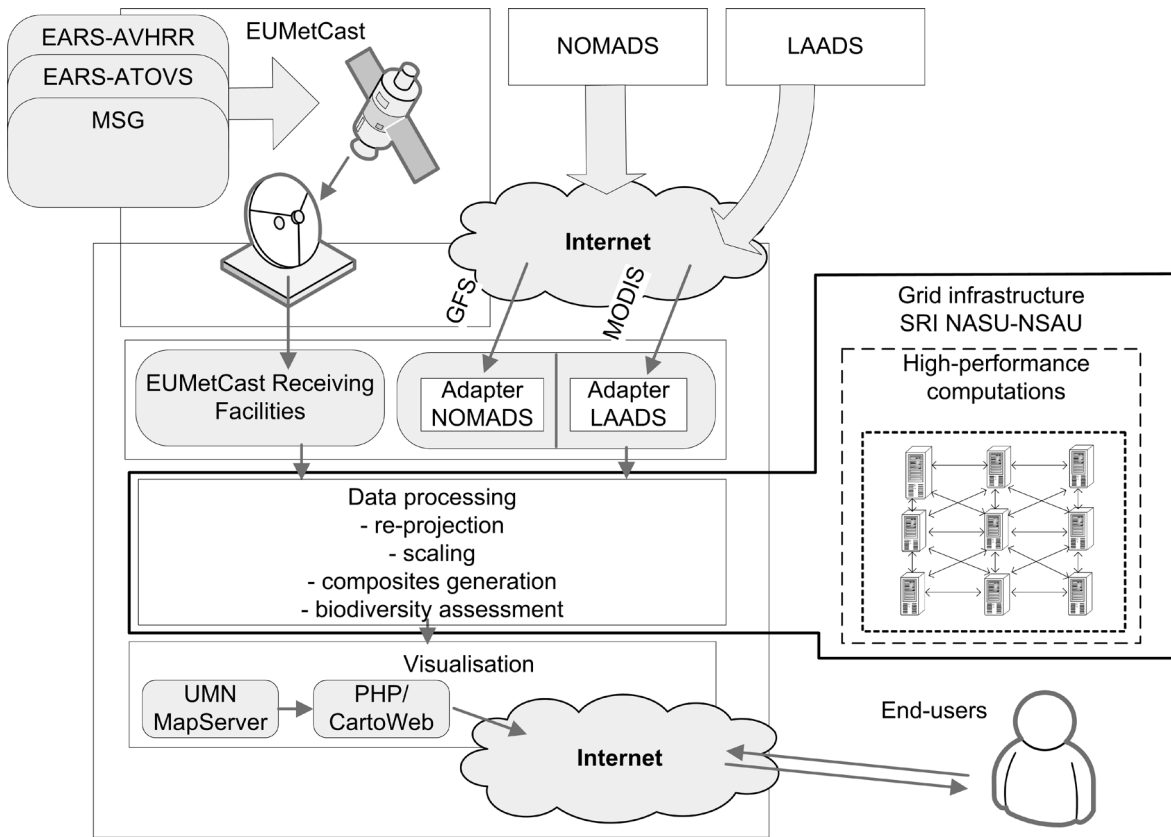 EARS-AVHRR
EARS-ATOVS
MSG
EUMetCast
NOMADS
LAADS
Internet
GFS
MODIS
Grid infrastructure
SRI NASU-NSAU
High-performance
computations
EUMetCast Receiving
Facilities
Adapter
NOMADS
Adapter
LAADS
Data processing
- re-projection
- scaling
- composites generation
- biodiversity assessment
Visualisation
UMN
MapServer
PHP/
CartoWeb
Internet
End-users